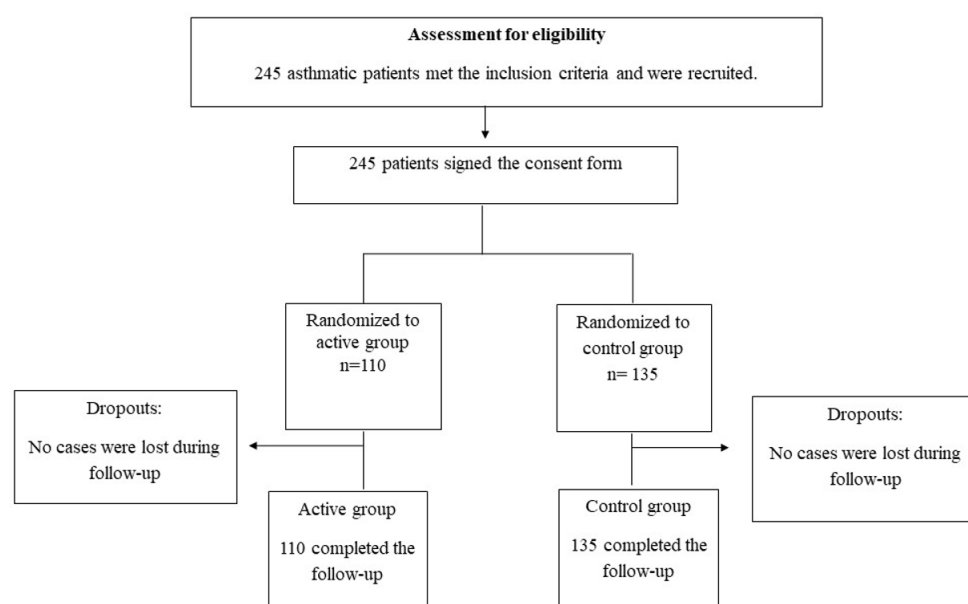 Assessment for eligibility
245 asthmatic patients met the inclusion criteria and were recruited.
245 patients signed the consent form
Randomized to
active group
n=110
Randomized to
control group
n= 135
Dropouts:
No cases were lost during
follow-up
Dropouts:
No cases were lost during
follow-up
Active group
110 completed the
follow-up
Control group
135 completed the
follow-up